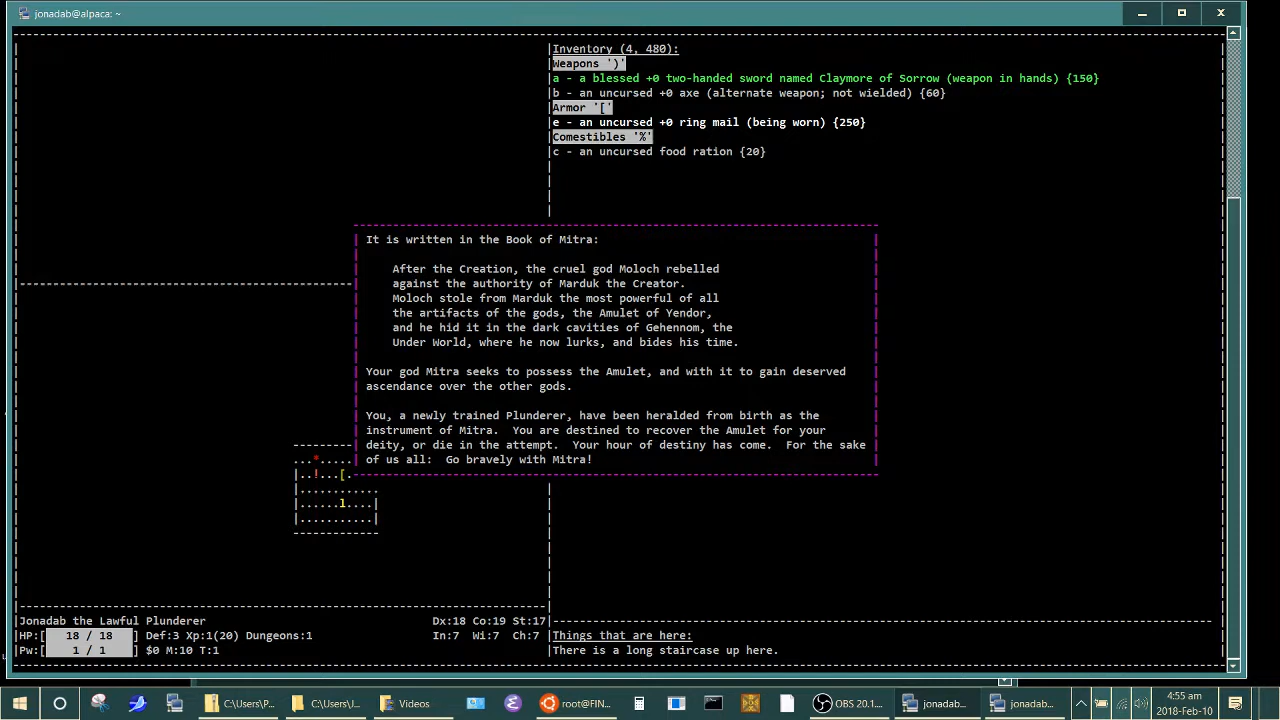 jonadab@alpaca: ~
Inventory (4, 480):
Weapons ')'
a - a blessed +0 two-handed sword named Claymore of Sorrow (weapon in hands) {150}
b - an uncursed +0 axe (alternate weapon; not wielded) {60}
Armor '['
e - an uncursed +0 ring mail (being worn) {250}
Comestibles '%'
c - an uncursed food ration {20}
It is written in the Book of Mitra:
After the Creation, the cruel god Moloch rebelled
against the authority of Marduk the Creator.
Moloch stole from Marduk the most powerful of all
the artifacts of the gods, the Amulet of Yendor,
and he hid it in the dark cavities of Gehennom, the
Under World, where he now lurks, and bides his time.
Your god Mitra seeks to possess the Amulet, and with it to gain deserved
ascendance over the other gods.
You, a newly trained Plunderer, have been heralded from birth as the
instrument of Mitra.  You are destined to recover the Amulet for your
deity, or die in the attempt.  Your hour of destiny has come.  For the sake
of us all:  Go bravely with Mitra!
...*.....
|..!...[.
|...........
|......l....|
|...........|
Jonadab the Lawful Plunderer Dx:18 Co:19 St:17
HP:[ 18 / 18 ] Def:3 Xp:1(20) Dungeons:1 In:7 Wi:7 Ch:7
Pw:[ 1 / 1 ] $0 M:10 T:1
Things that are here:
There is a long staircase up here.
C:\Users\P...
C:\Users\J...
Videos
root@FIN...
OBS 20.1...
jonadab...
jonadab...
4:55 am
2018-Feb-10